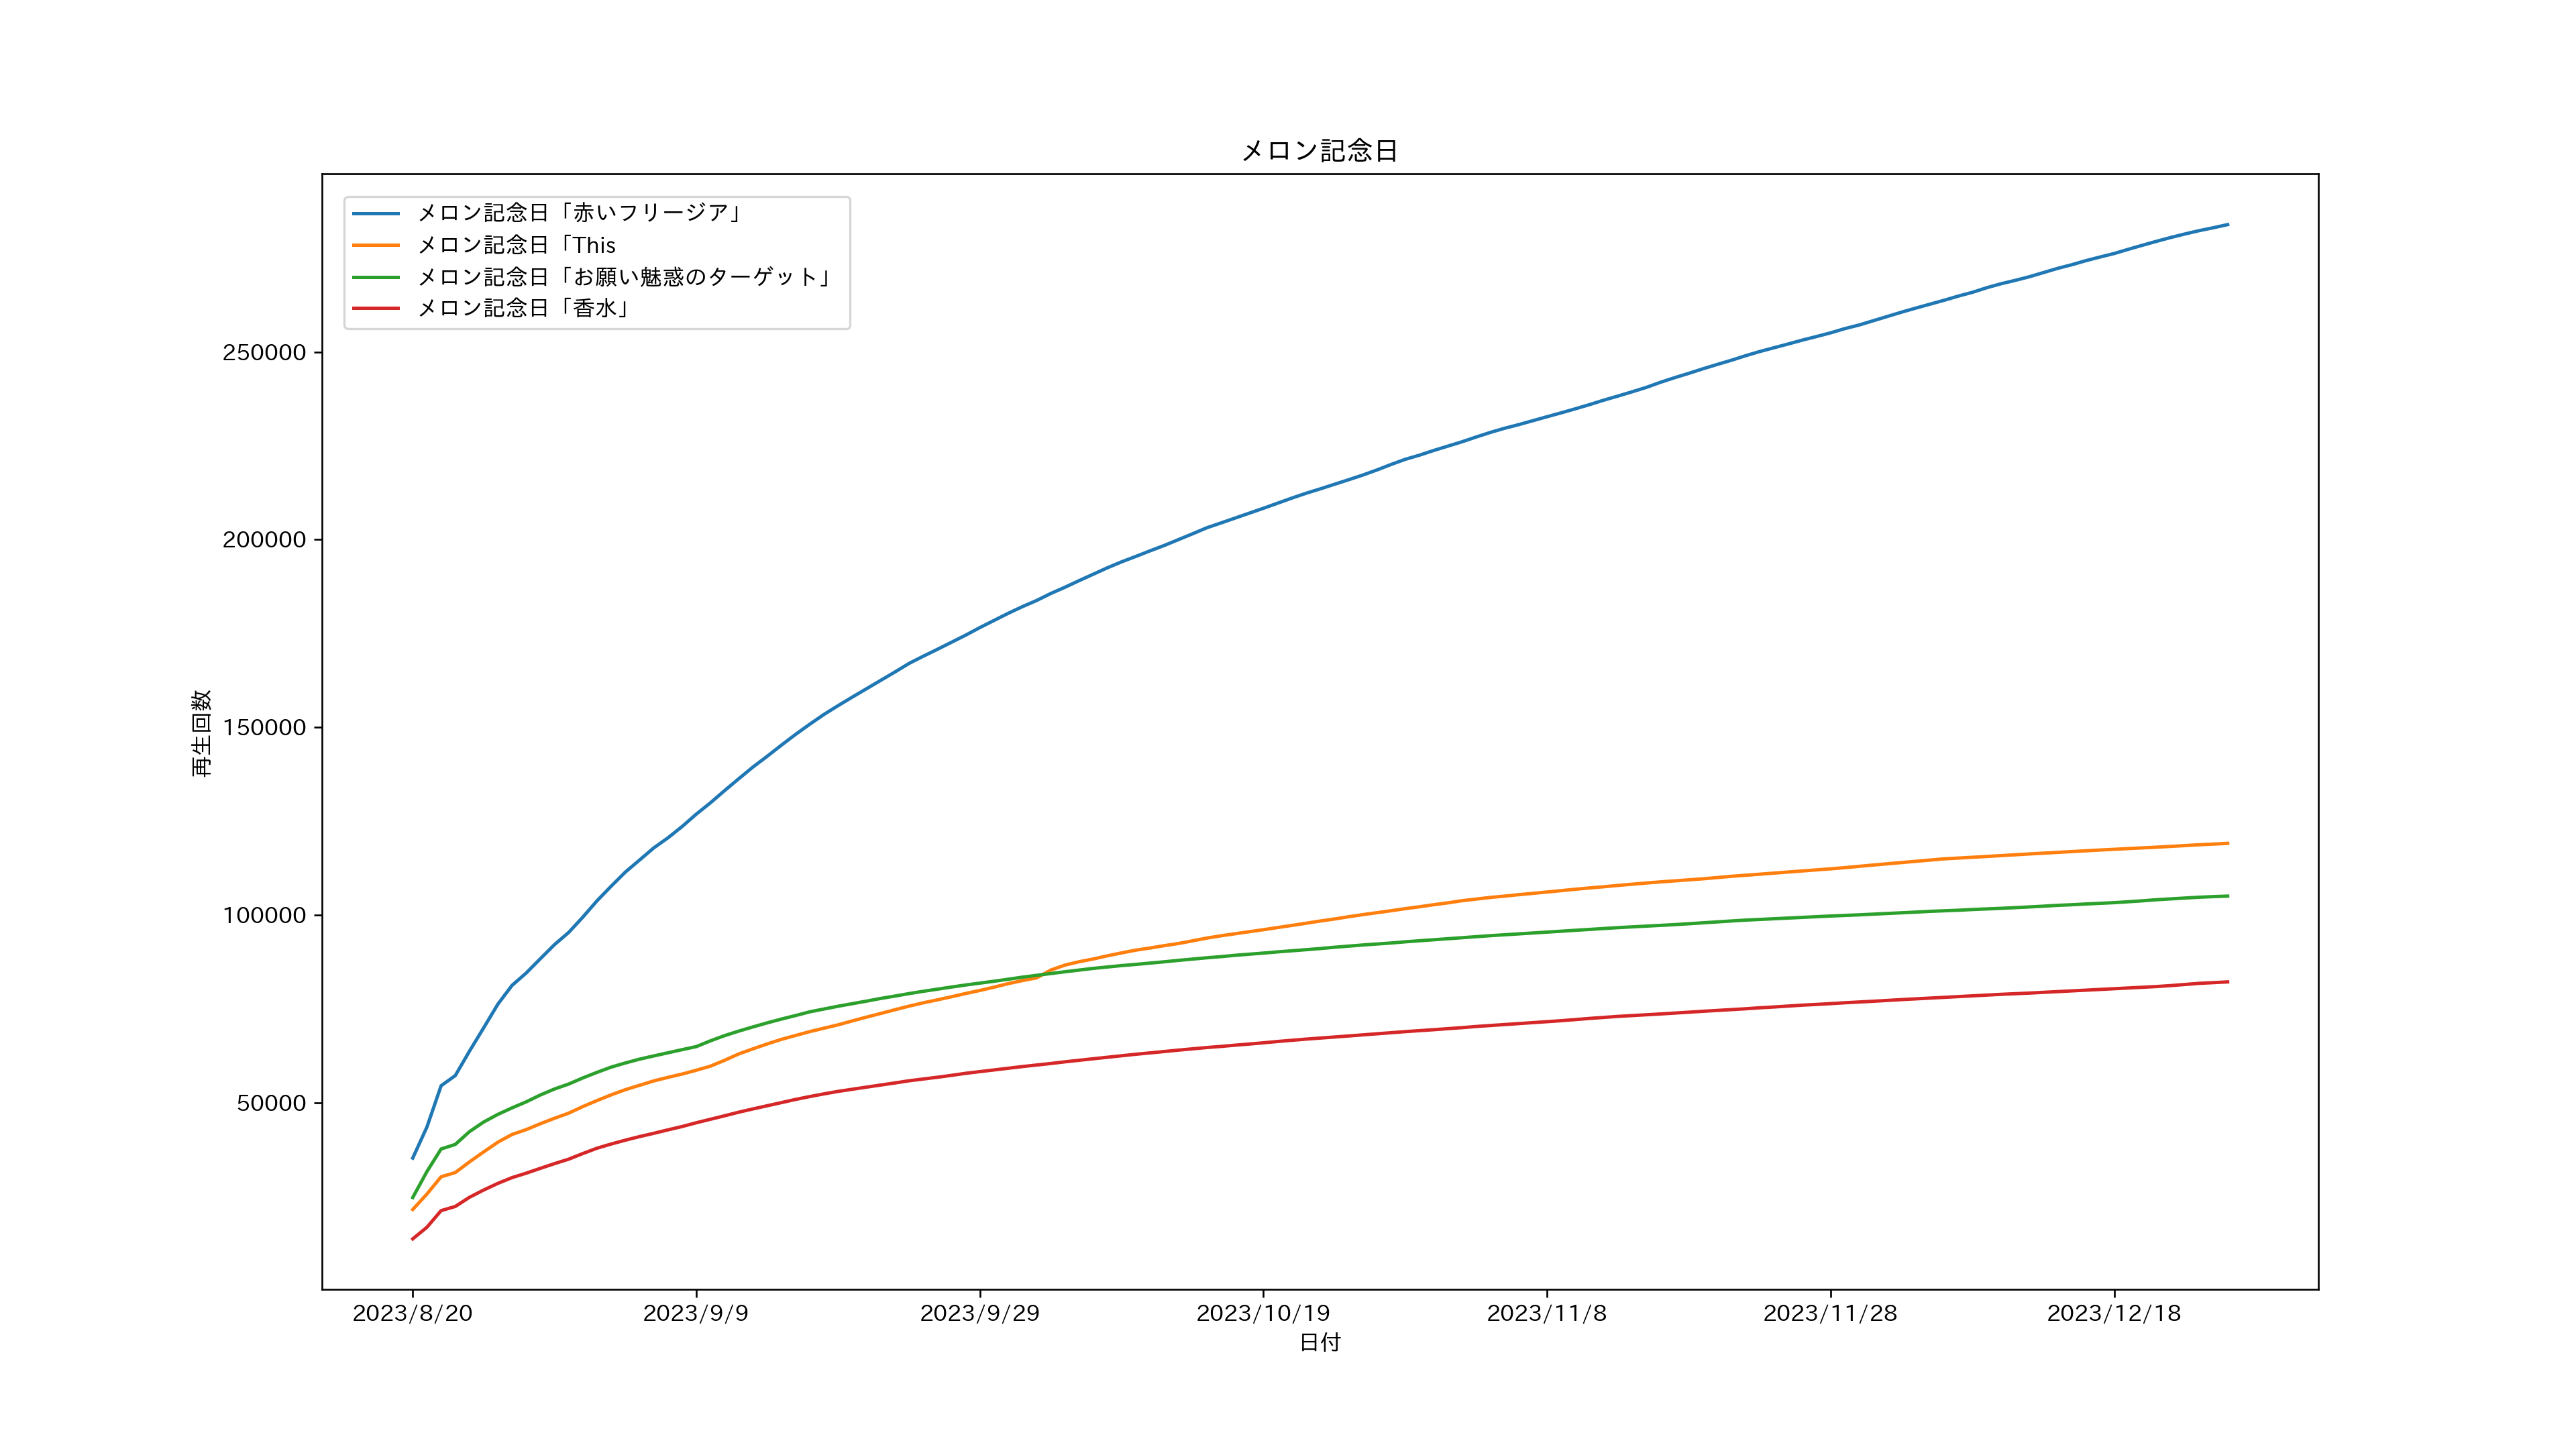 メロン記念日
メロン記念日「赤いフリージア」
メロン記念日「This
メロン記念日「お願い魅惑のターゲット」
メロン記念日「香水」
250000
200000
150000
100000
50000
再生回数
2023/8/20
2023/9/9
2023/9/29
2023/10/19
2023/11/8
2023/11/28
2023/12/18
日付